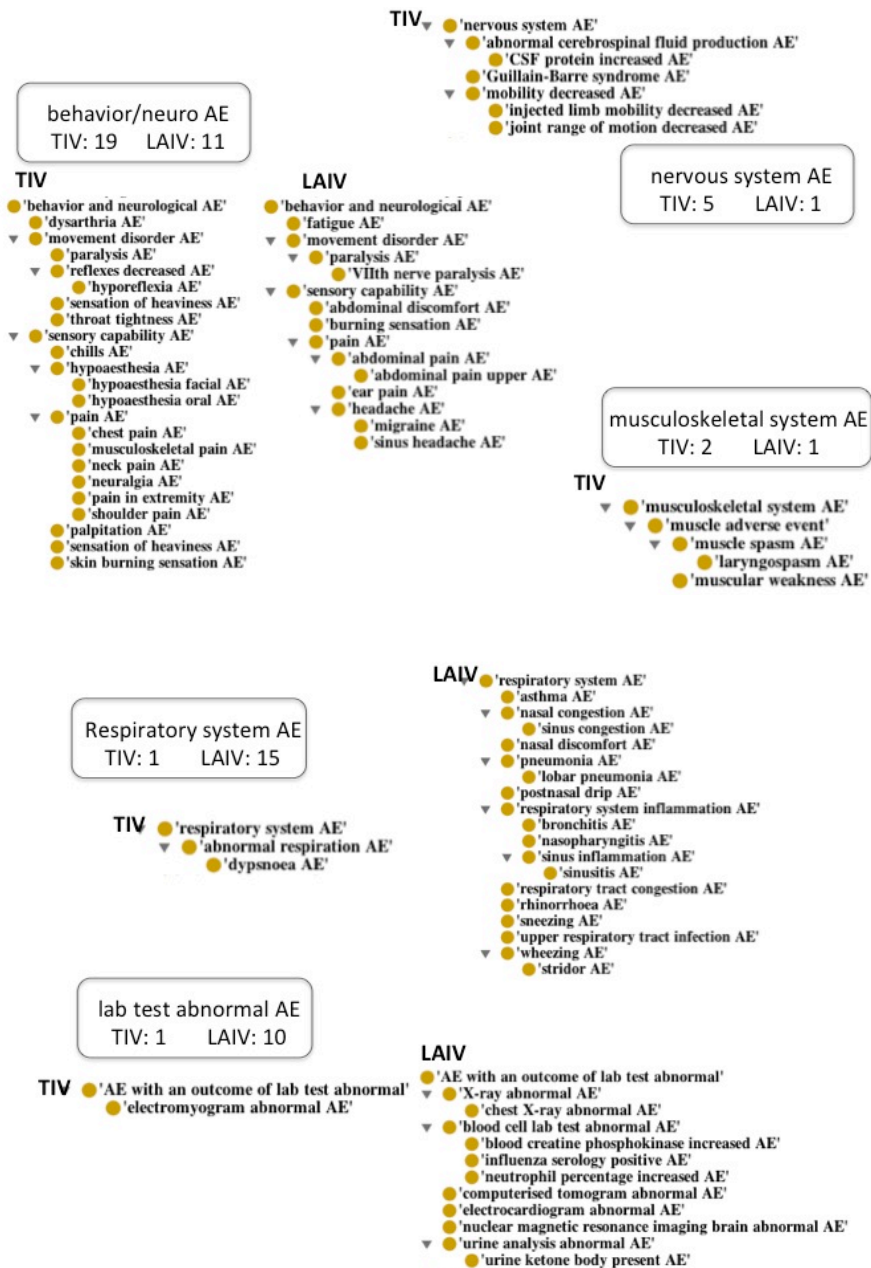 TIV
'nervous system AE'
'abnormal cerebrospinal fluid production AE'
'CSF protein increased AE'
'Guillain-Barre syndrome AE'
'mobility decreased AE'
'injected limb mobility decreased AE'
'joint range of motion decreased AE'
behavior/neuro AE
TIV: 19 LAIV: 11
nervous system AE
TIV: 5 LAIV: 1
TIV
'behavior and neurological AE'
'dysarthria AE'
'movement disorder AE'
'paralysis AE'
'reflexes decreased AE'
'hyporeflexia AE'
'sensation of heaviness AE'
'throat tightness AE'
'sensory capability AE'
'chills AE'
'hypoaesthesia AE'
'hypoaesthesia facial AE'
'hypoaesthesia oral AE'
'pain AE'
'chest pain AE'
'musculoskeletal pain AE'
'neck pain AE'
'neuralgia AE'
'pain in extremity AE'
'shoulder pain AE'
'palpitation AE'
'sensation of heaviness AE'
'skin burning sensation AE'
LAIV
'behavior and neurological AE'
'fatigue AE'
'movement disorder AE'
'paralysis AE'
'VIIth nerve paralysis AE'
'sensory capability AE'
'abdominal discomfort AE'
'burning sensation AE'
'pain AE'
'abdominal pain AE'
'abdominal pain upper AE'
'ear pain AE'
'headache AE'
'migraine AE'
'sinus headache AE'
musculoskeletal system AE
TIV: 2 LAIV: 1
TIV
'musculoskeletal system AE'
'muscle adverse event'
'muscle spasm AE'
'laryngospasm AE'
'muscular weakness AE'
Respiratory system AE
TIV: 1 LAIV: 15
TIV
'respiratory system AE'
'abnormal respiration AE'
'dypsnoea AE'
LAIV
'respiratory system AE'
'asthma AE'
'nasal congestion AE'
'sinus congestion AE'
'nasal discomfort AE'
'pneumonia AE'
'lobar pneumonia AE'
'postnasal drip AE'
'respiratory system inflammation AE'
'bronchitis AE'
'nasopharyngitis AE'
'sinus inflammation AE'
'sinusitis AE'
'respiratory tract congestion AE'
'rhinorrhoea AE'
'sneezing AE'
'upper respiratory tract infection AE'
'wheezing AE'
'stridor AE'
lab test abnormal AE
TIV: 1 LAIV: 10
TIV
'AE with an outcome of lab test abnormal'
'electromyogram abnormal AE'
LAIV
'AE with an outcome of lab test abnormal'
'X-ray abnormal AE'
'chest X-ray abnormal AE'
'blood cell lab test abnormal AE'
'blood creatine phosphokinase increased AE'
'influenza serology positive AE'
'neutrophil percentage increased AE'
'computerised tomogram abnormal AE'
'electrocardiogram abnormal AE'
'nuclear magnetic resonance imaging brain abnormal AE'
'urine analysis abnormal AE'
'urine ketone body present AE'